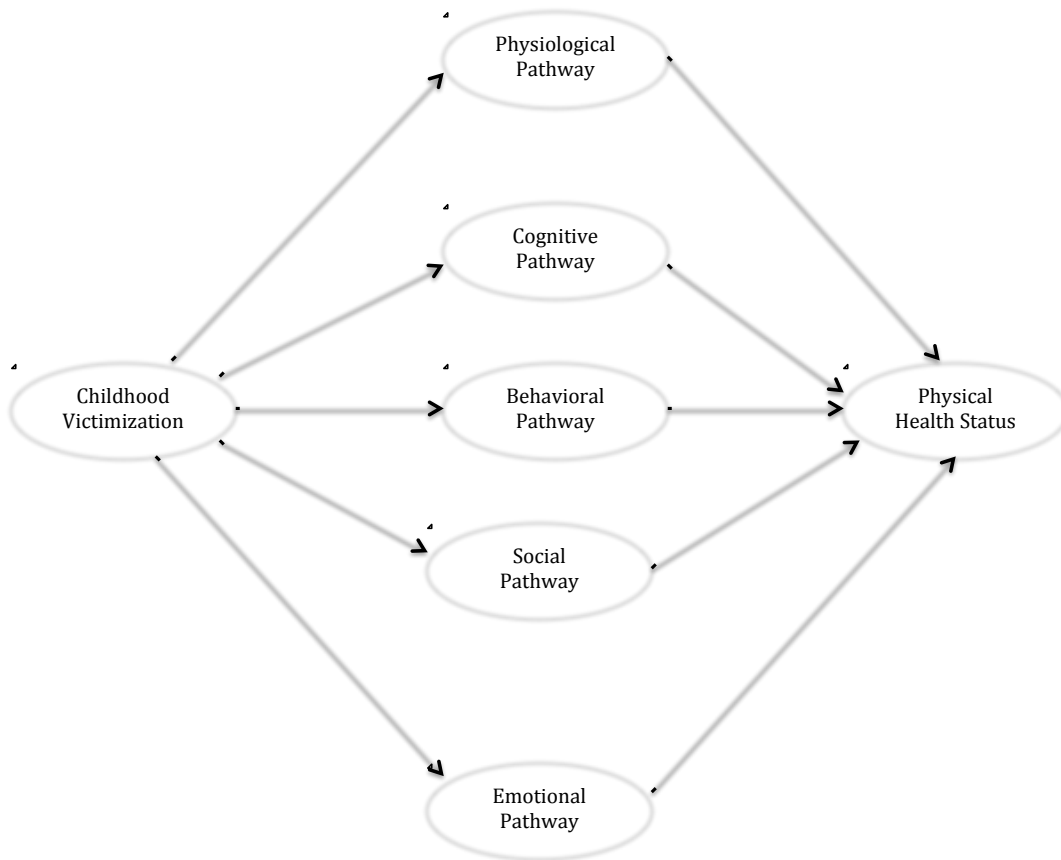 Physiological
Pathway
Cognitive
Pathway
Childhood
Victimization
Behavioral
Pathway
Physical
Health Status
Social
Pathway
Emotional
Pathway